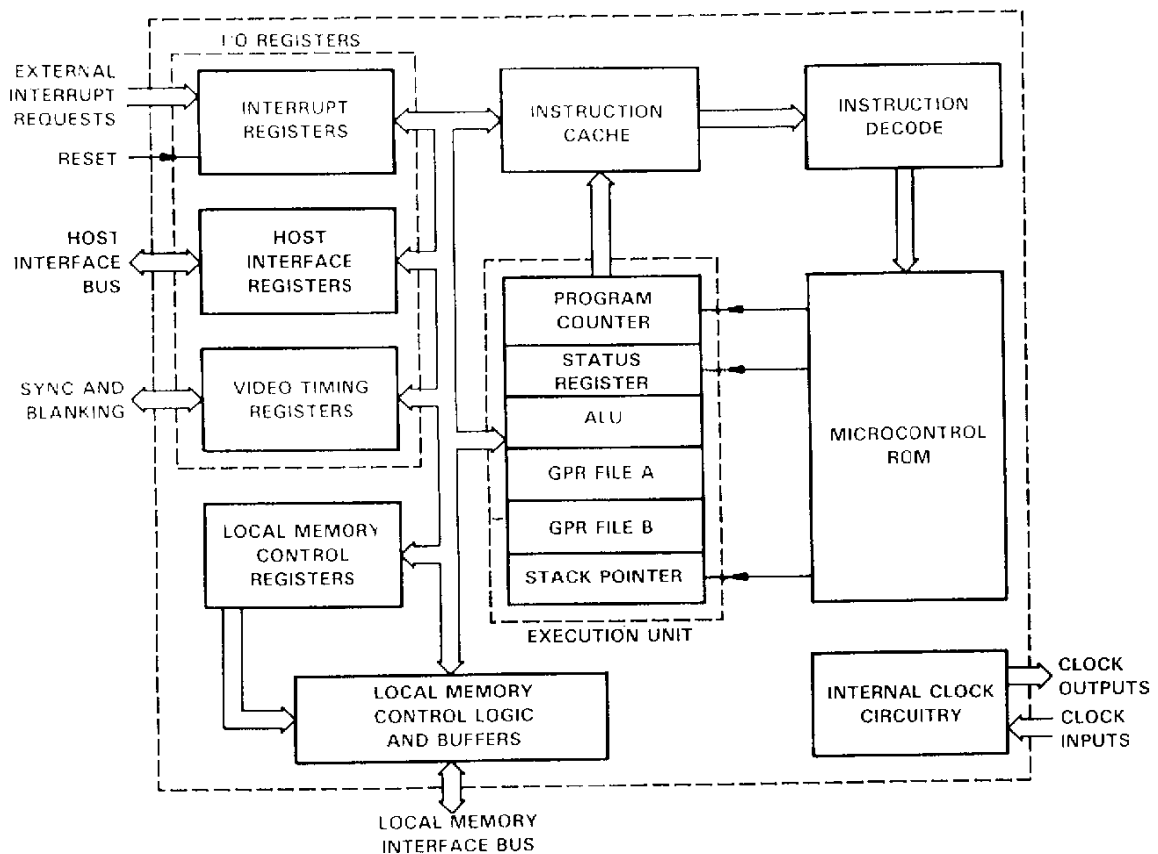 I/O REGISTERS
EXTERNAL
INTERRUPT
REQUESTS
RESET
INTERRUPT
REGISTERS
INSTRUCTION
CACHE
INSTRUCTION
DECODE
HOST
INTERFACE
BUS
HOST
INTERFACE
REGISTERS
SYNC AND
BLANKING
VIDEO TIMING
REGISTERS
PROGRAM
COUNTER
STATUS
REGISTER
ALU
GPR FILE A
GPR FILE B
STACK POINTER
EXECUTION UNIT
MICROCONTROL
ROM
LOCAL MEMORY
CONTROL
REGISTERS
LOCAL MEMORY
CONTROL LOGIC
AND BUFFERS
INTERNAL CLOCK
CIRCUITRY
CLOCK
OUTPUTS
CLOCK
INPUTS
LOCAL MEMORY
INTERFACE BUS